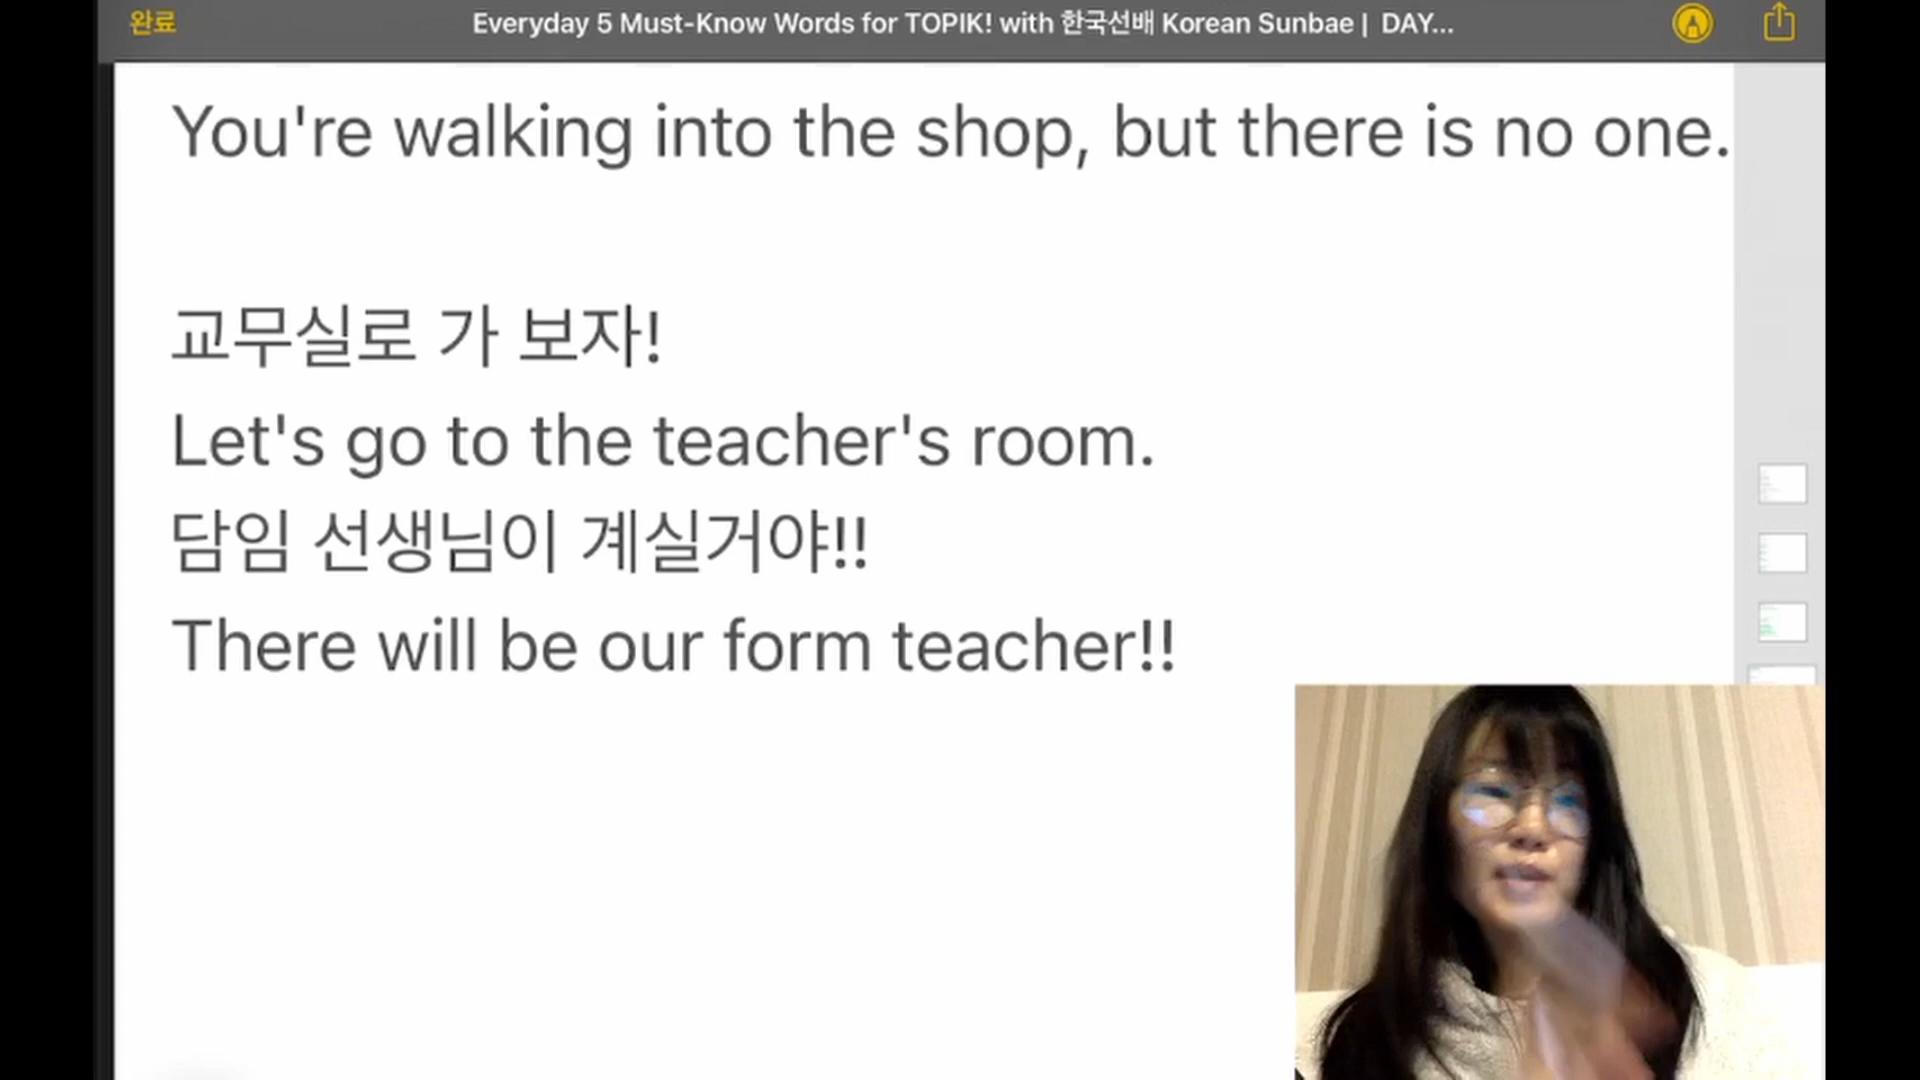 완료
Everyday 5 Must-Know Words for TOPIK! with 한국선배 Korean Sunbae | DAY...
You're walking into the shop, but there is no one.
교무실로 가 보자!
Let's go to the teacher's room.
담임 선생님이 계실거야!!
There will be our form teacher!!